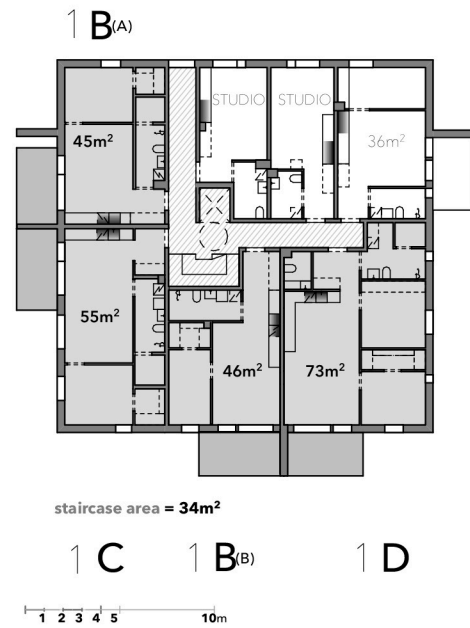 1 B(A)
STUDIO STUDIO
45m² 36m²
55m²
46m² 73m²
staircase area = 34m²
1 C 1 B(B) 1 D
1 2 3 4 5 10m